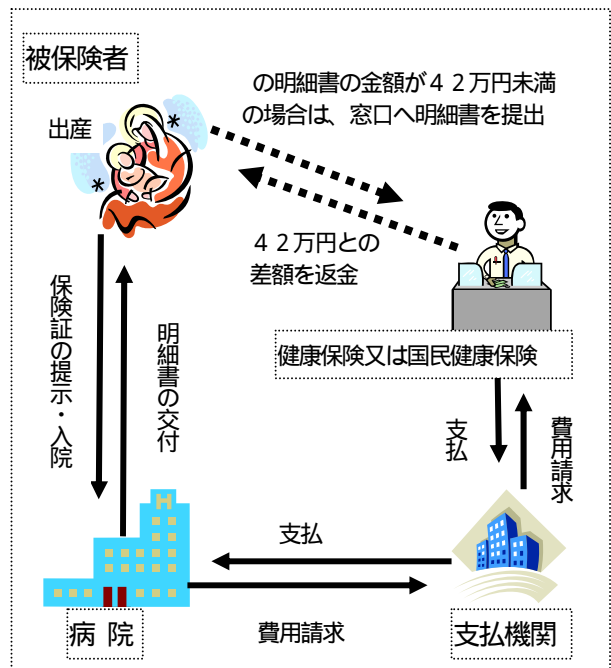 被保険者
の明細書の金額が４２万円未満
の場合は、窓口へ明細書を提出
出産
４２万円との
差額を返金
保険証の提示・入院
明細書の交付
健康保険又は国民健康保険
支払
費用請求
H
支払
病 院
費用請求
支払機関